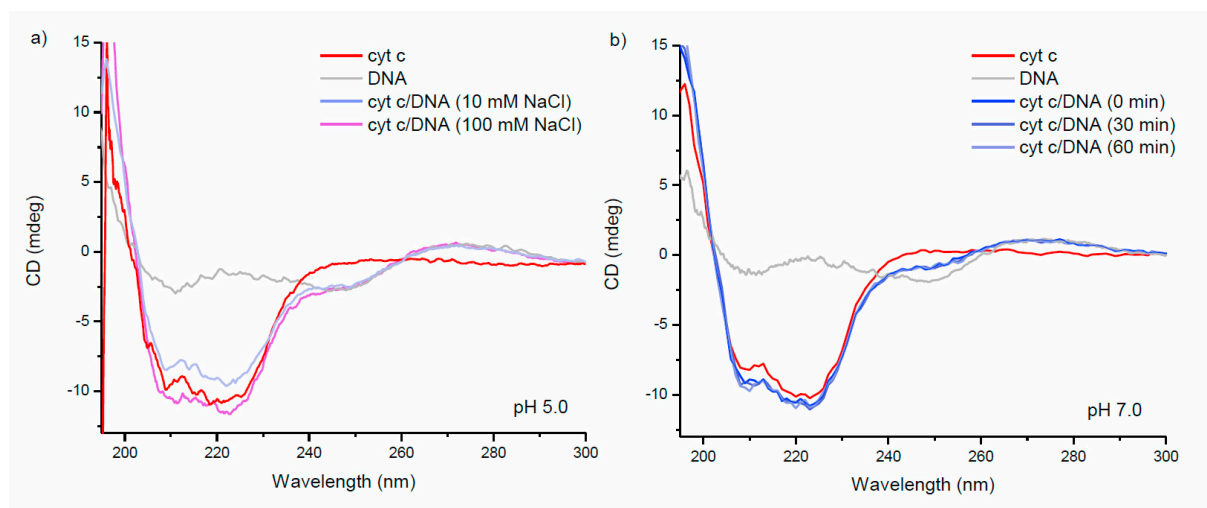 a)
15
10
5
0
-5
-10
CD (mdeg)
200
220
240
260
280
300
Wavelength (nm)
cyt c
DNA
cyt c/DNA (10 mM NaCl)
cyt c/DNA (100 mM NaCl)
pH 5.0
b)
15
10
5
0
-5
-10
CD (mdeg)
200
220
240
260
280
300
Wavelength (nm)
cyt c
DNA
cyt c/DNA (0 min)
cyt c/DNA (30 min)
cyt c/DNA (60 min)
pH 7.0